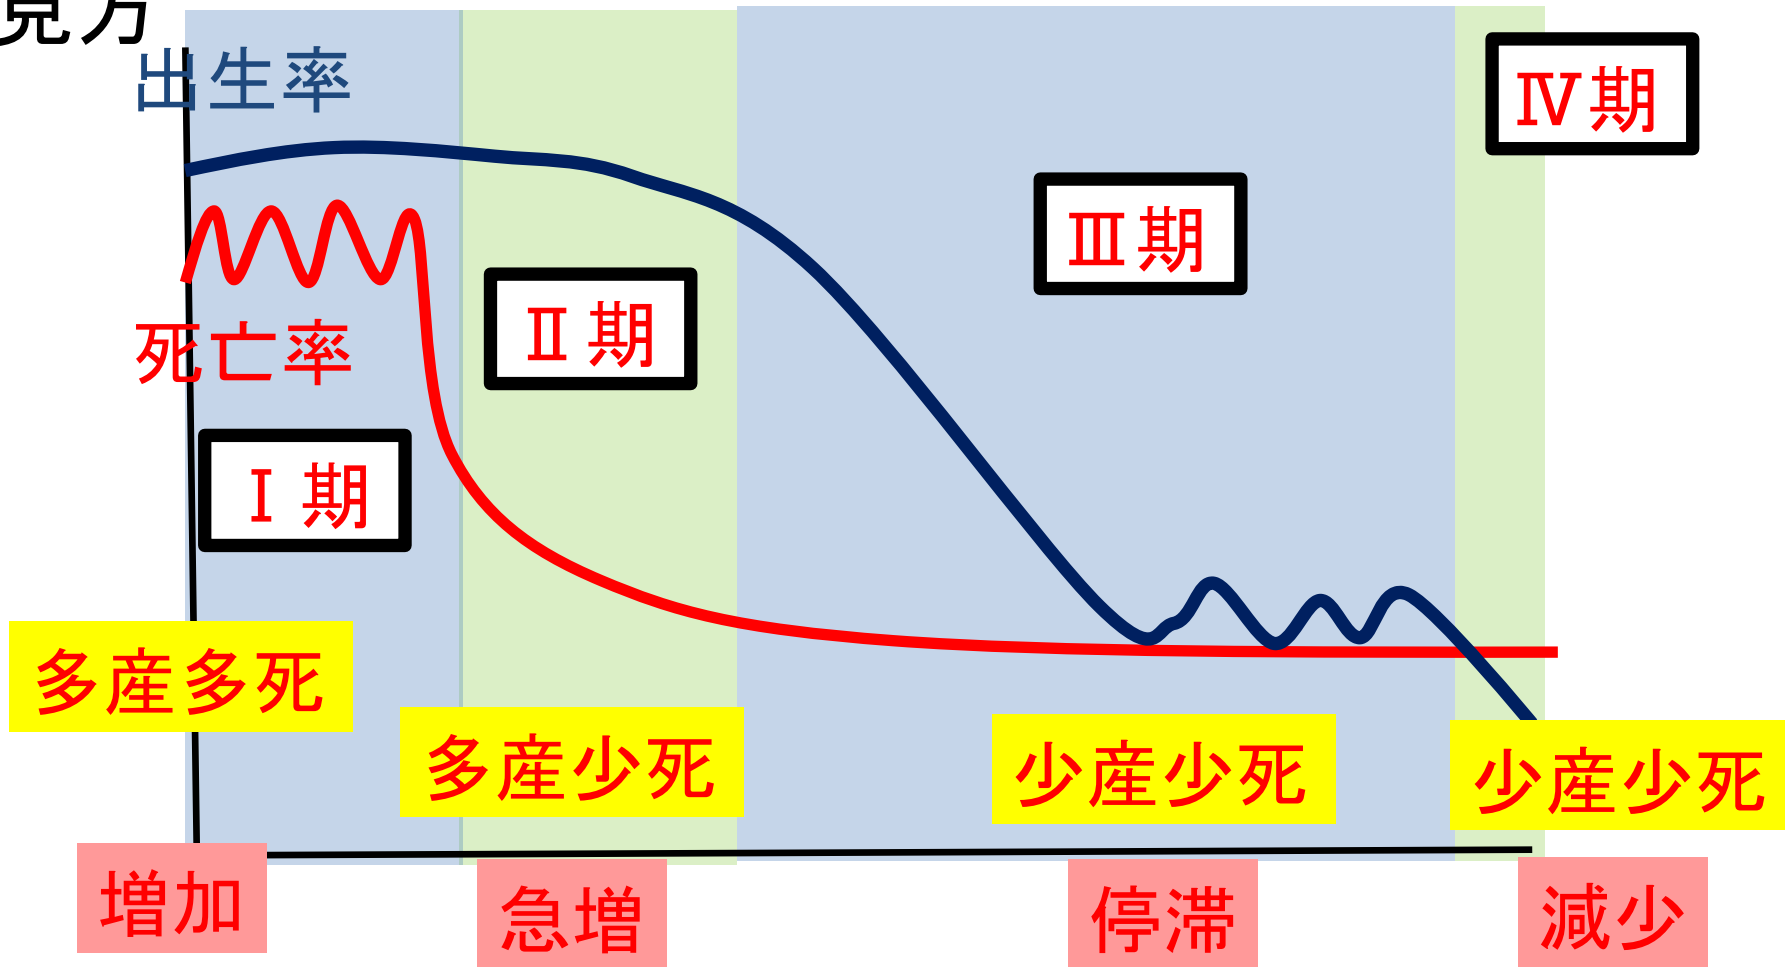 見方
出生率
Ⅳ期
Ⅲ期
Ⅱ期
死亡率
Ⅰ期
多産多死
多産少死
少産少死
少産少死
増加
急増
停滞
減少